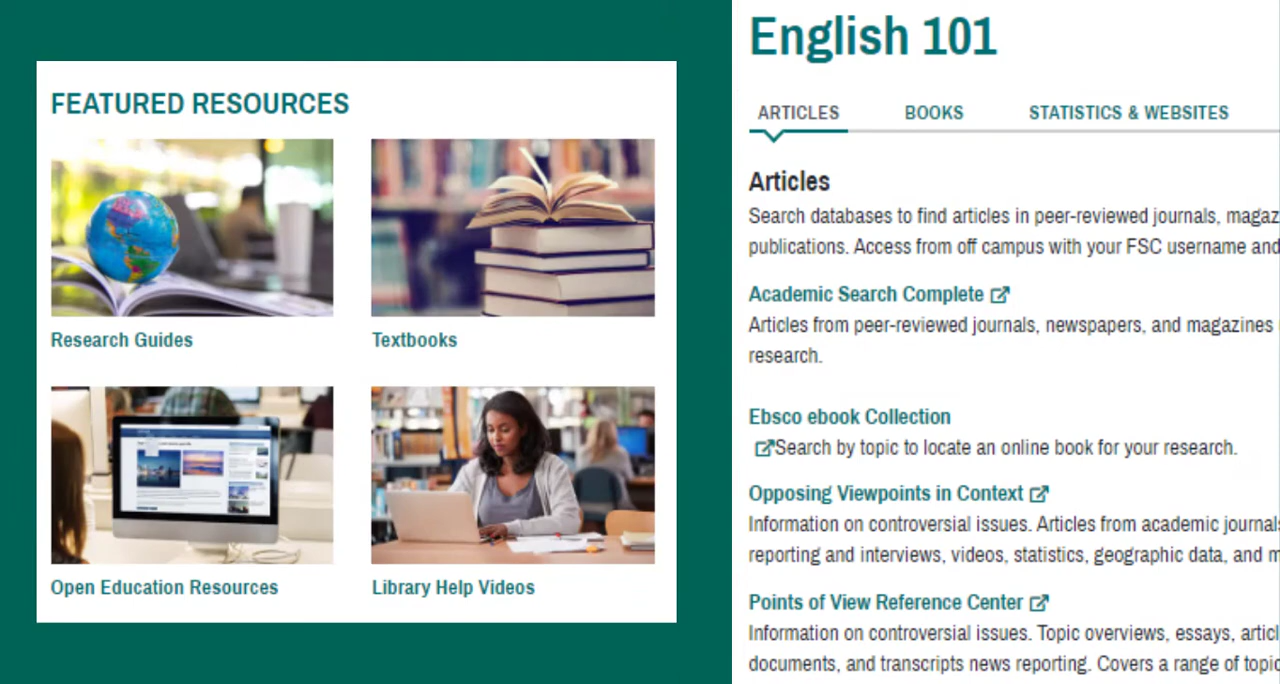 FEATURED RESOURCES
Research Guides
Textbooks
Open Education Resources
Library Help Videos
English 101
ARTICLES
BOOKS
STATISTICS & WEBSITES
Articles
Search databases to find articles in peer-reviewed journals, magaz
publications. Access from off campus with your FSC username and
Academic Search Complete
Articles from peer-reviewed journals, newspapers, and magazines
research.
Ebsco ebook Collection
Search by topic to locate an online book for your research.
Opposing Viewpoints in Context
Information on controversial issues. Articles from academic journals
reporting and interviews, videos, statistics, geographic data, and m
Points of View Reference Center
Information on controversial issues. Topic overviews, essays, articl
documents, and transcripts news reporting. Covers a range of topic